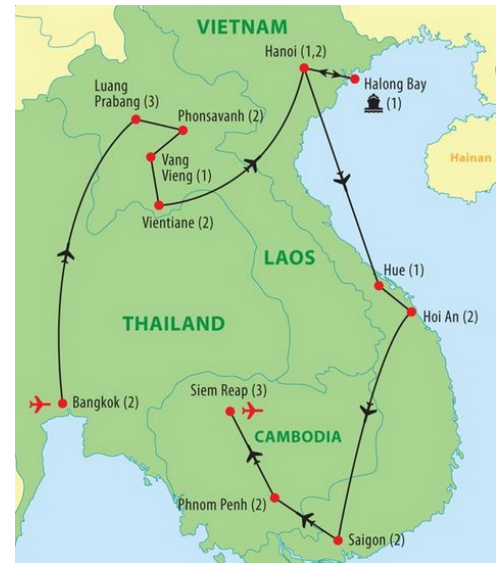 VIETNAM
Hanoi (1,2)
Halong Bay
(1)
Luang
Prabang (3)
Phonsavanh (2)
Hainan
Vang
Vieng (1)
Vientiane (2)
LAOS
Hue (1)
Hoi An (2)
THAILAND
Siem Reap (3)
Bangkok (2)
CAMBODIA
Phnom Penh (2)
Saigon (2)